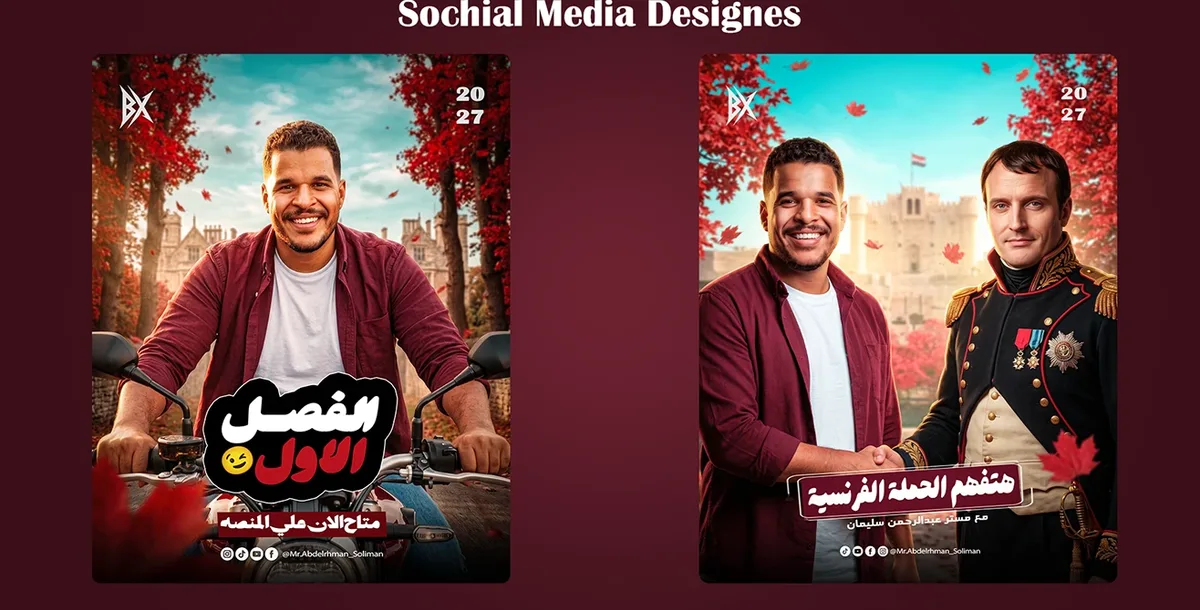 Sochial Media Designes
BX
20
27
الفصل
الاول
متاح الان علي المنصه
@Mr.Abdelrhman_Soliman
BX
20
27
هتفهم الحملة الفرنسية
مع مستر عبدالرحمن سليمان
@Mr.Abdelrhman_Soliman